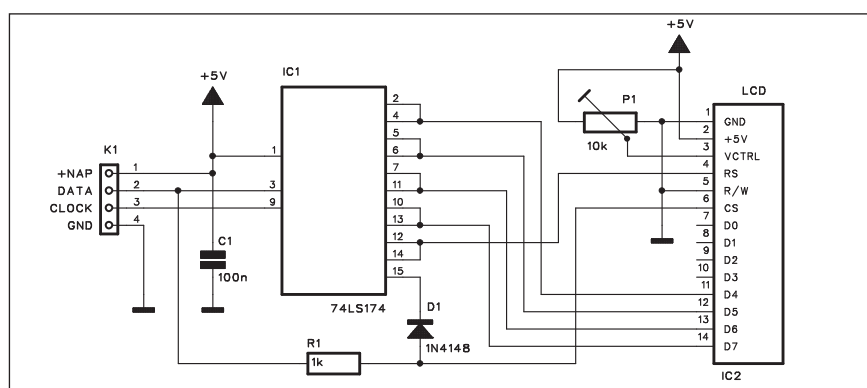 +5V
+5V
IC1
LCD
P1
10k
K1
+NAP
DATA
CLOCK
GND
1
2
3
4
1
3
9
2
4
5
6
7
11
10
13
12
14
15
1
2
3
4
5
6
7
8
9
10
11
12
13
14
GND
+5V
VCTRL
RS
R/W
CS
D0
D1
D2
D3
D4
D5
D6
D7
C1
100n
74LS174
D1
1N4148
R1
1k
IC2